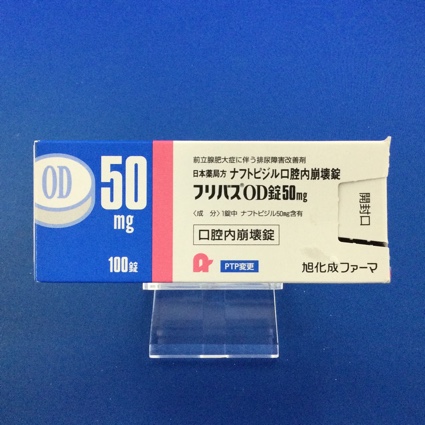 OD
50
mg
100錠
前立腺肥大症に伴う排尿障害改善剤
日本薬局方 ナフトピジル口腔内崩壊錠
フリバス®OD錠50mg
〈成 分〉1錠中 ナフトピジル50mg含有
口腔内崩壊錠
PTP変更
旭化成ファーマ
開封口